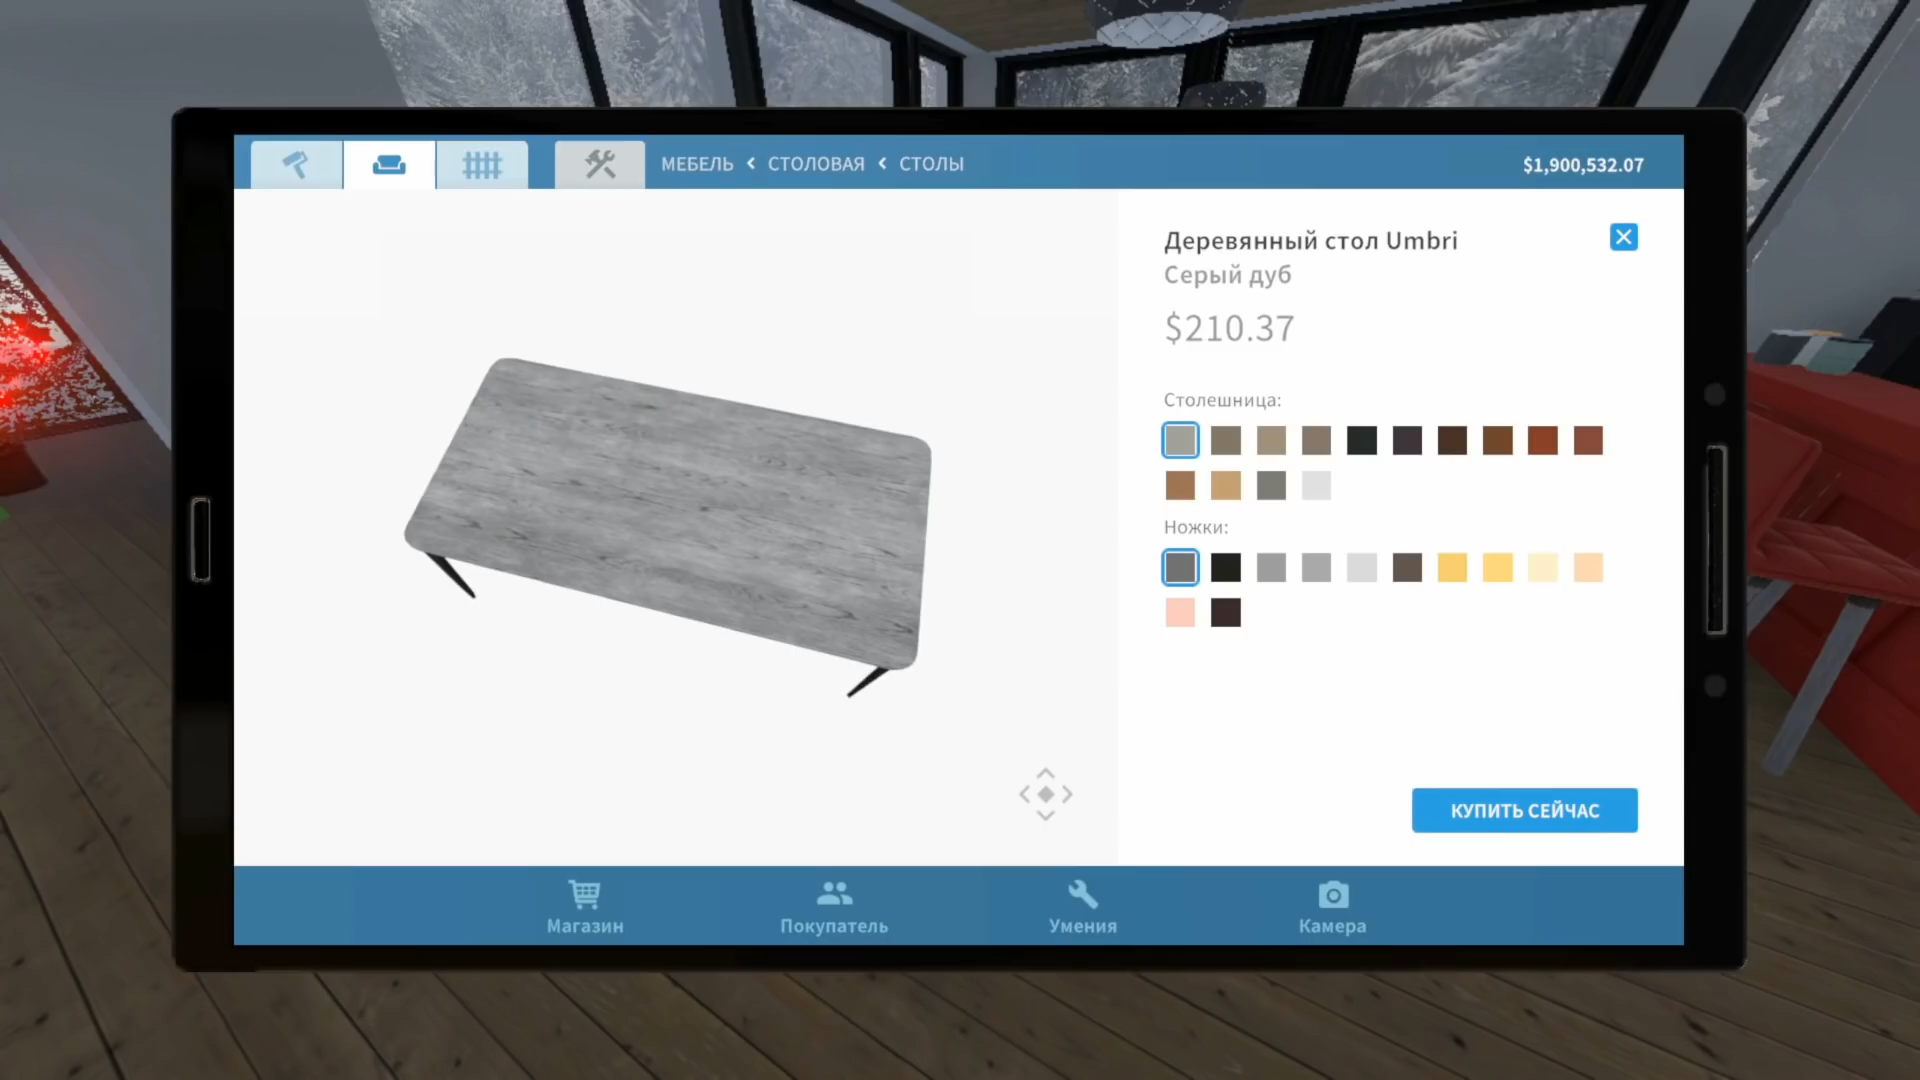 МЕБЕЛЬ < СТОЛОВАЯ < СТОЛЫ
$1,900,532.07
Деревянный стол Umbri
Серый дуб
$210.37
Столешница:
Ножки:
КУПИТЬ СЕЙЧАС
Магазин
Покупатель
Умения
Камера